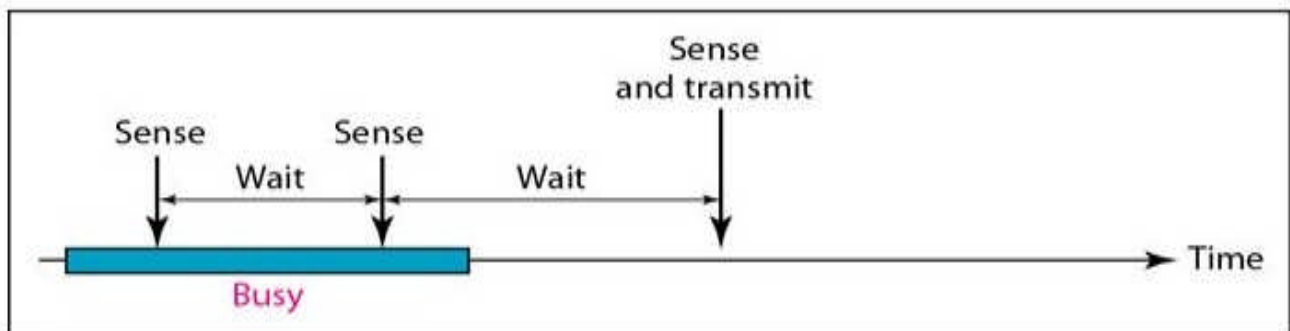 Sense
and transmit
Sense
Sense
Wait
Wait
Time
Busy